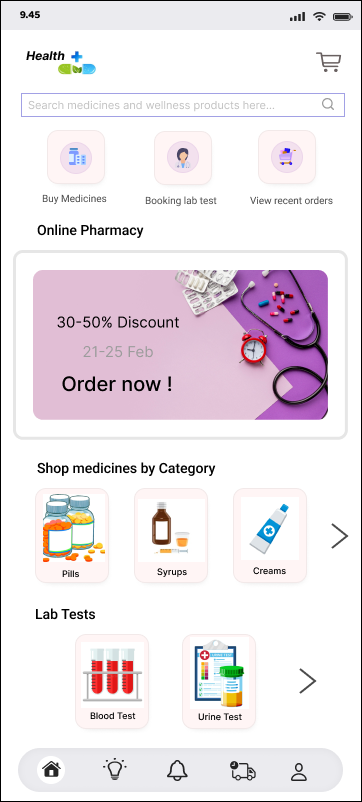 9.45
Health
Search medicines and wellness products here...
Buy Medicines
Booking lab test
View recent orders
Online Pharmacy
30-50% Discount
21-25 Feb
Order now !
Shop medicines by Category
Pills
Syrups
Creams
Lab Tests
Blood Test
Urine Test